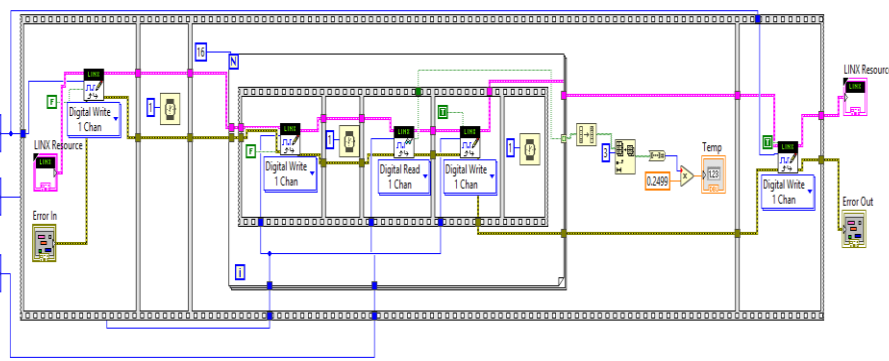 16
N
LINX Resource
LINX
LINX
F
1
Digital Write
1 Chan
LINX Resource
LINX
T
LINX
LINX
LINX
1
1
F
3
Temp
Digital Write
1 Chan
Digital Read
1 Chan
Digital Write
1 Chan
0.2499
123
T
LINX
Digital Write
1 Chan
Error In
Error Out
i